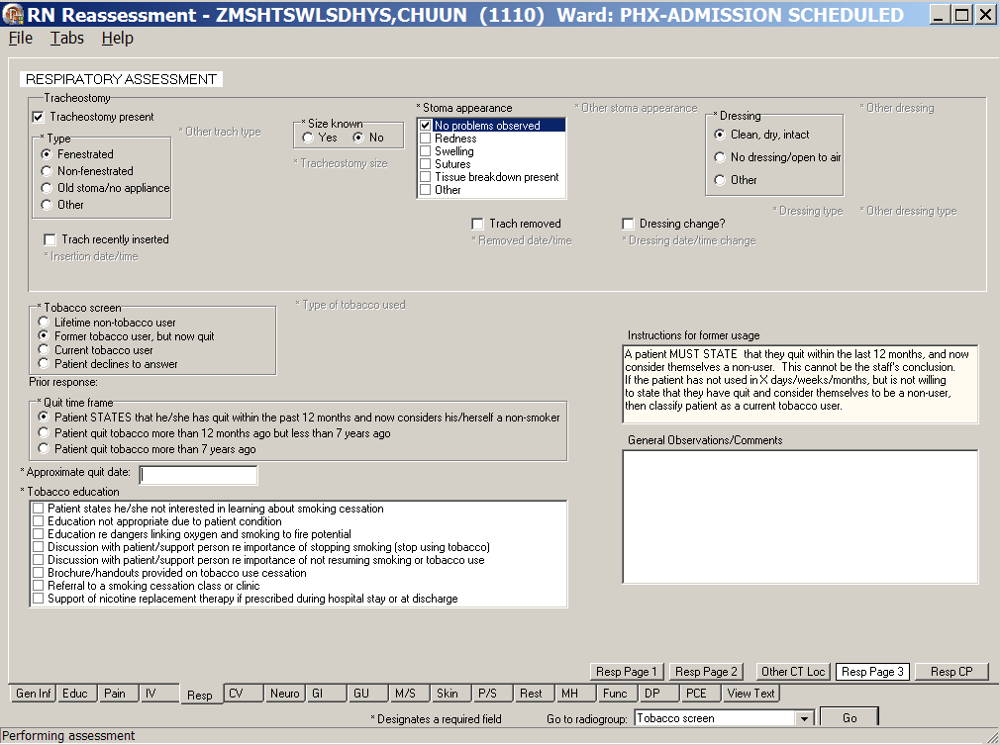 RN Reassessment - ZMSHTSWLSDHYS,CHUUN (1110) Ward: PHX-ADMISSION SCHEDULED
File Tabs Help
RESPIRATORY ASSESSMENT
Tracheostomy
Tracheostomy present
* Type
Fenestrated
Non-fenestrated
Old stoma/no appliance
Other
* Other trach type
Trach recently inserted
* Insertion date/time
* Size known
Yes No
* Tracheostomy size
* Stoma appearance
No problems observed
Redness
Swelling
Sutures
Tissue breakdown present
Other
* Other stoma appearance
Trach removed
* Removed date/time
* Dressing
Clean, dry, intact
No dressing/open to air
Other
* Other dressing
* Dressing type * Other dressing type
Dressing change?
* Dressing date/time change
* Tobacco screen
Lifetime non-tobacco user
Former tobacco user, but now quit
Current tobacco user
Patient declines to answer
* Type of tobacco used
Prior response:
* Quit time frame
Patient STATES that he/she has quit within the past 12 months and now considers his/herself a non-smoker
Patient quit tobacco more than 12 months ago but less than 7 years ago
Patient quit tobacco more than 7 years ago
* Approximate quit date:
* Tobacco education
Patient states he/she not interested in learning about smoking cessation
Education not appropriate due to patient condition
Education re dangers linking oxygen and smoking to fire potential
Discussion with patient/support person re importance of stopping smoking (stop using tobacco)
Discussion with patient/support person re importance of not resuming smoking or tobacco use
Brochure/handouts provided on tobacco use cessation
Referral to a smoking cessation class or clinic
Support of nicotine replacement therapy if prescribed during hospital stay or at discharge
Instructions for former usage
A patient MUST STATE that they quit within the last 12 months, and now
consider themselves a non-user. This cannot be the staff's conclusion.
If the patient has not used in X days/weeks/months, but is not willing
to state that they have quit and consider themselves to be a non-user,
then classify patient as a current tobacco user.
General Observations/Comments
Resp Page 1 Resp Page 2 Other CT Loc Resp Page 3 Resp CP
Gen Inf Educ Pain IV Resp CV Neuro GI GU M/S Skin P/S Rest MH Func DP PCE View Text
* Designates a required field Go to radiogroup: Tobacco screen Go
Performing assessment